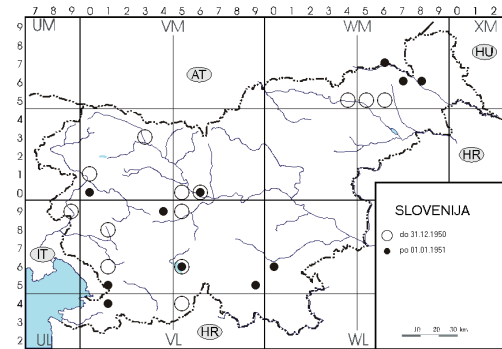 7 8 9 0 1 2 3 4 5 6 7 8 9 0 1 2 3 4 5 6 7 8 9 0 1 2
9 UM VM WM XM
8
7 AT HU
6
5
4
3
2 HR
1
0
9 SLOVENIJA
8 do 31.12.1950
7 IT po 01.01.1951
6
5
4
3 10 20 30 km
2 UL VL HR WL